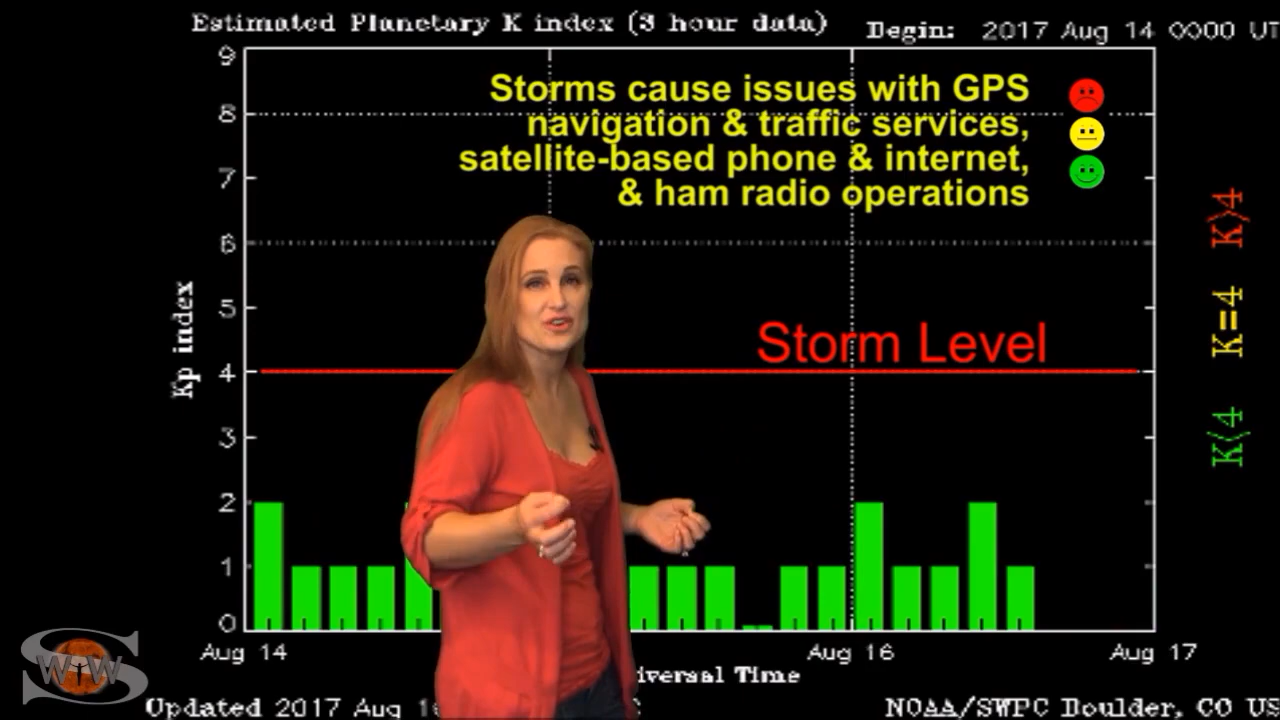 Estimated Planetary K index (3 hour data)
Begin: 2017 Aug 14 0000 UT
Storms cause issues with GPS
navigation & traffic services,
satellite-based phone & internet,
& ham radio operations
Storm Level
9
8
7
6
5
4
3
2
1
0
Kp index
K>4
K=4
K<4
Aug 14
Aug 16
Aug 17
iversal Time
Updated 2017 Aug
NOAA/SWPC Boulder, CO US
S
WTW